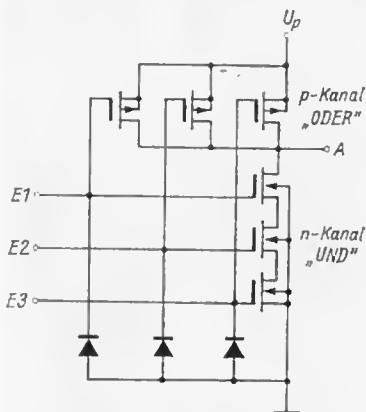 Up
p-Kanal
„ODER"
A
E1
E2
n-Kanal
„UND"
E3